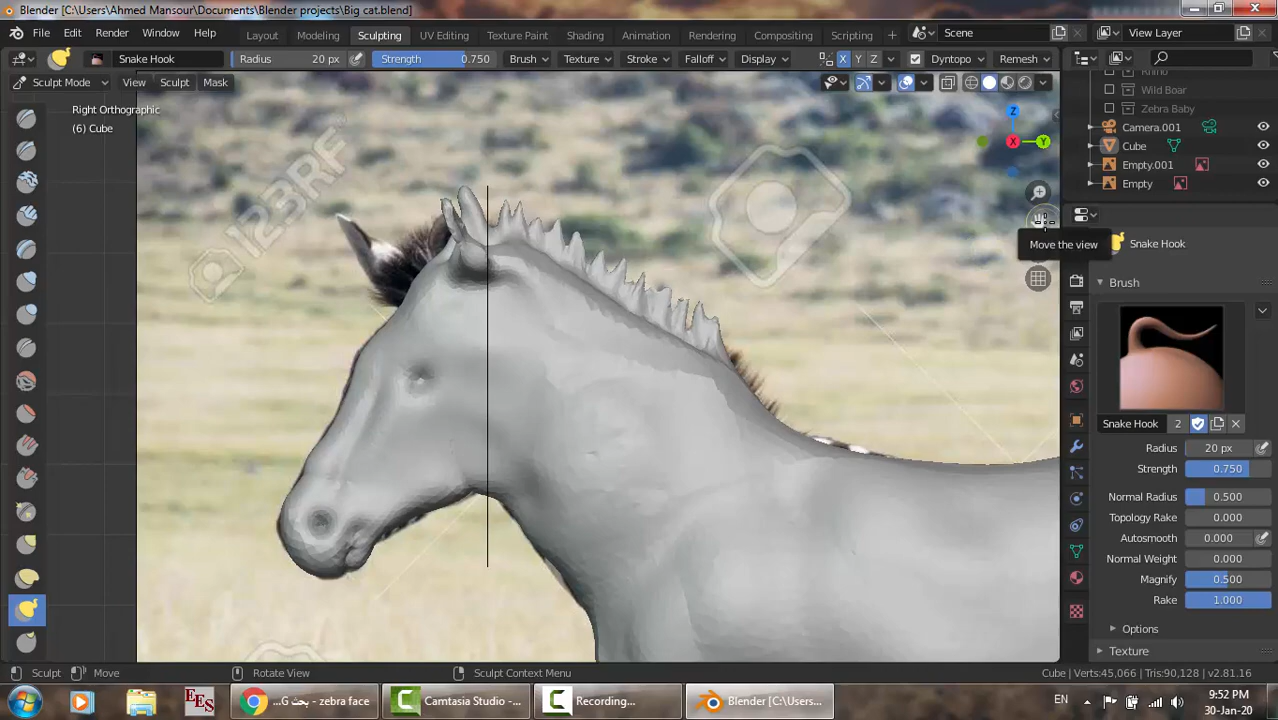 Blender [C:\Users\Ahmed Mansour\Documents\Blender projects\Big cat.blend]
File Edit Render Window Help Layout Modeling Sculpting UV Editing Texture Paint Shading Animation Rendering Compositing Scripting Scene View Layer
Snake Hook Radius 20 px Strength 0.750 Brush Texture Stroke Falloff Display X Y Z Dyntopo Remesh
Sculpt Mode View Sculpt Mask
Rhino
Wild Boar
Zebra Baby
Camera.001
Cube
Empty.001
Empty
Right Orthographic
(6) Cube
Z
X Y
123RF
Move the view
Snake Hook
Brush
Snake Hook 2
Radius 20 px
Strength 0.750
Normal Radius 0.500
Topology Rake 0.000
Autosmooth 0.000
Normal Weight 0.000
Magnify 0.500
Rake 1.000
Options
Texture
Sculpt Move Rotate View Sculpt Context Menu Cube | Verts:45,066 | Tris:90,128 | v2.81.16
EES ...G بحث - zebra face Camtasia Studio -... Recording... Blender [C:\Users... EN 9:52 PM
30-Jan-20